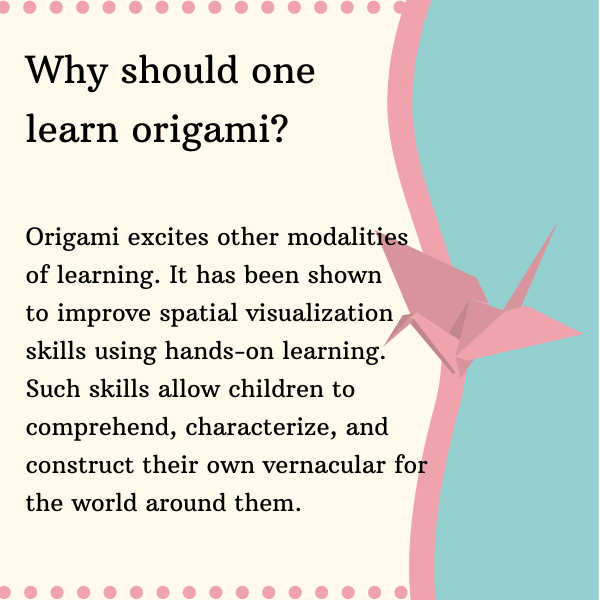 Why should one
learn origami?
Origami excites other modalities
of learning. It has been shown
to improve spatial visualization
skills using hands-on learning.
Such skills allow children to
comprehend, characterize, and
construct their own vernacular for
the world around them.